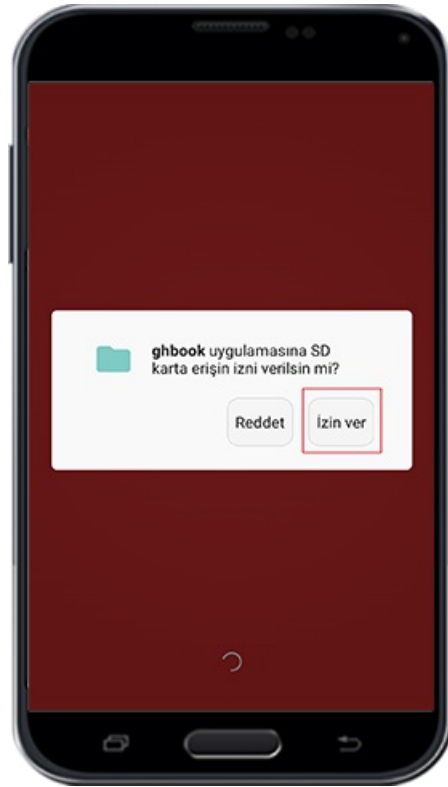 ghbook uygulamasına SD
karta erişin izni verilsin mi?
Reddet
İzin ver